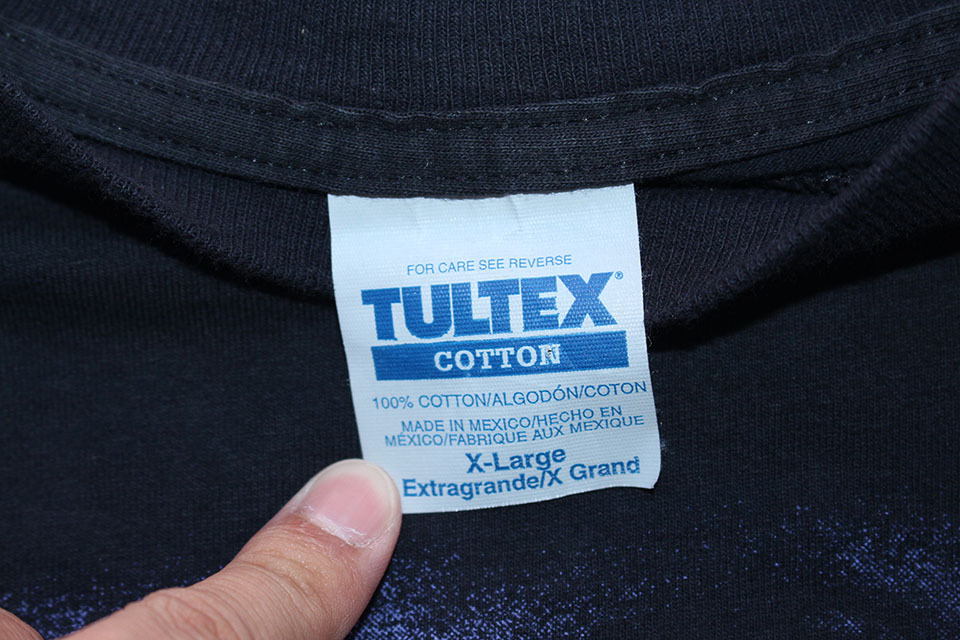 FOR CARE SEE REVERSE
TULTEX®
COTTON
100% COTTON/ALGODÓN/COTON
MADE IN MEXICO/HECHO EN
MÉXICO/FABRIQUE AUX MEXIQUE
X-Large
Extragrande/X Grand